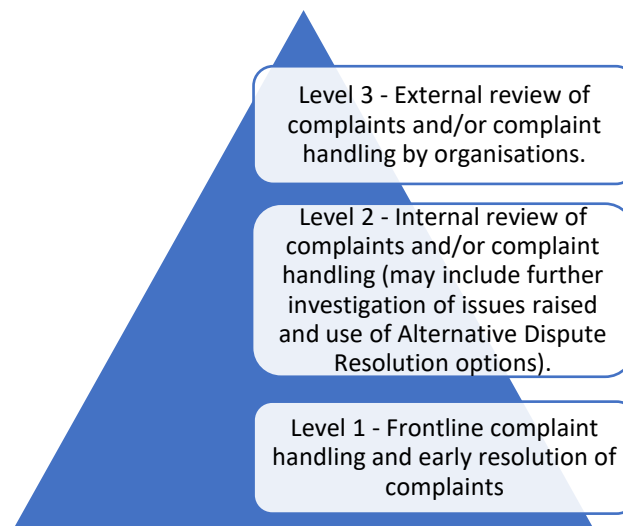 Level 3 - External review of
complaints and/or complaint
handling by organisations.
Level 2 - Internal review of
complaints and/or complaint
handling (may include further
investigation of issues raised
and use of Alternative Dispute
Resolution options).
Level 1 - Frontline complaint
handling and early resolution of
complaints